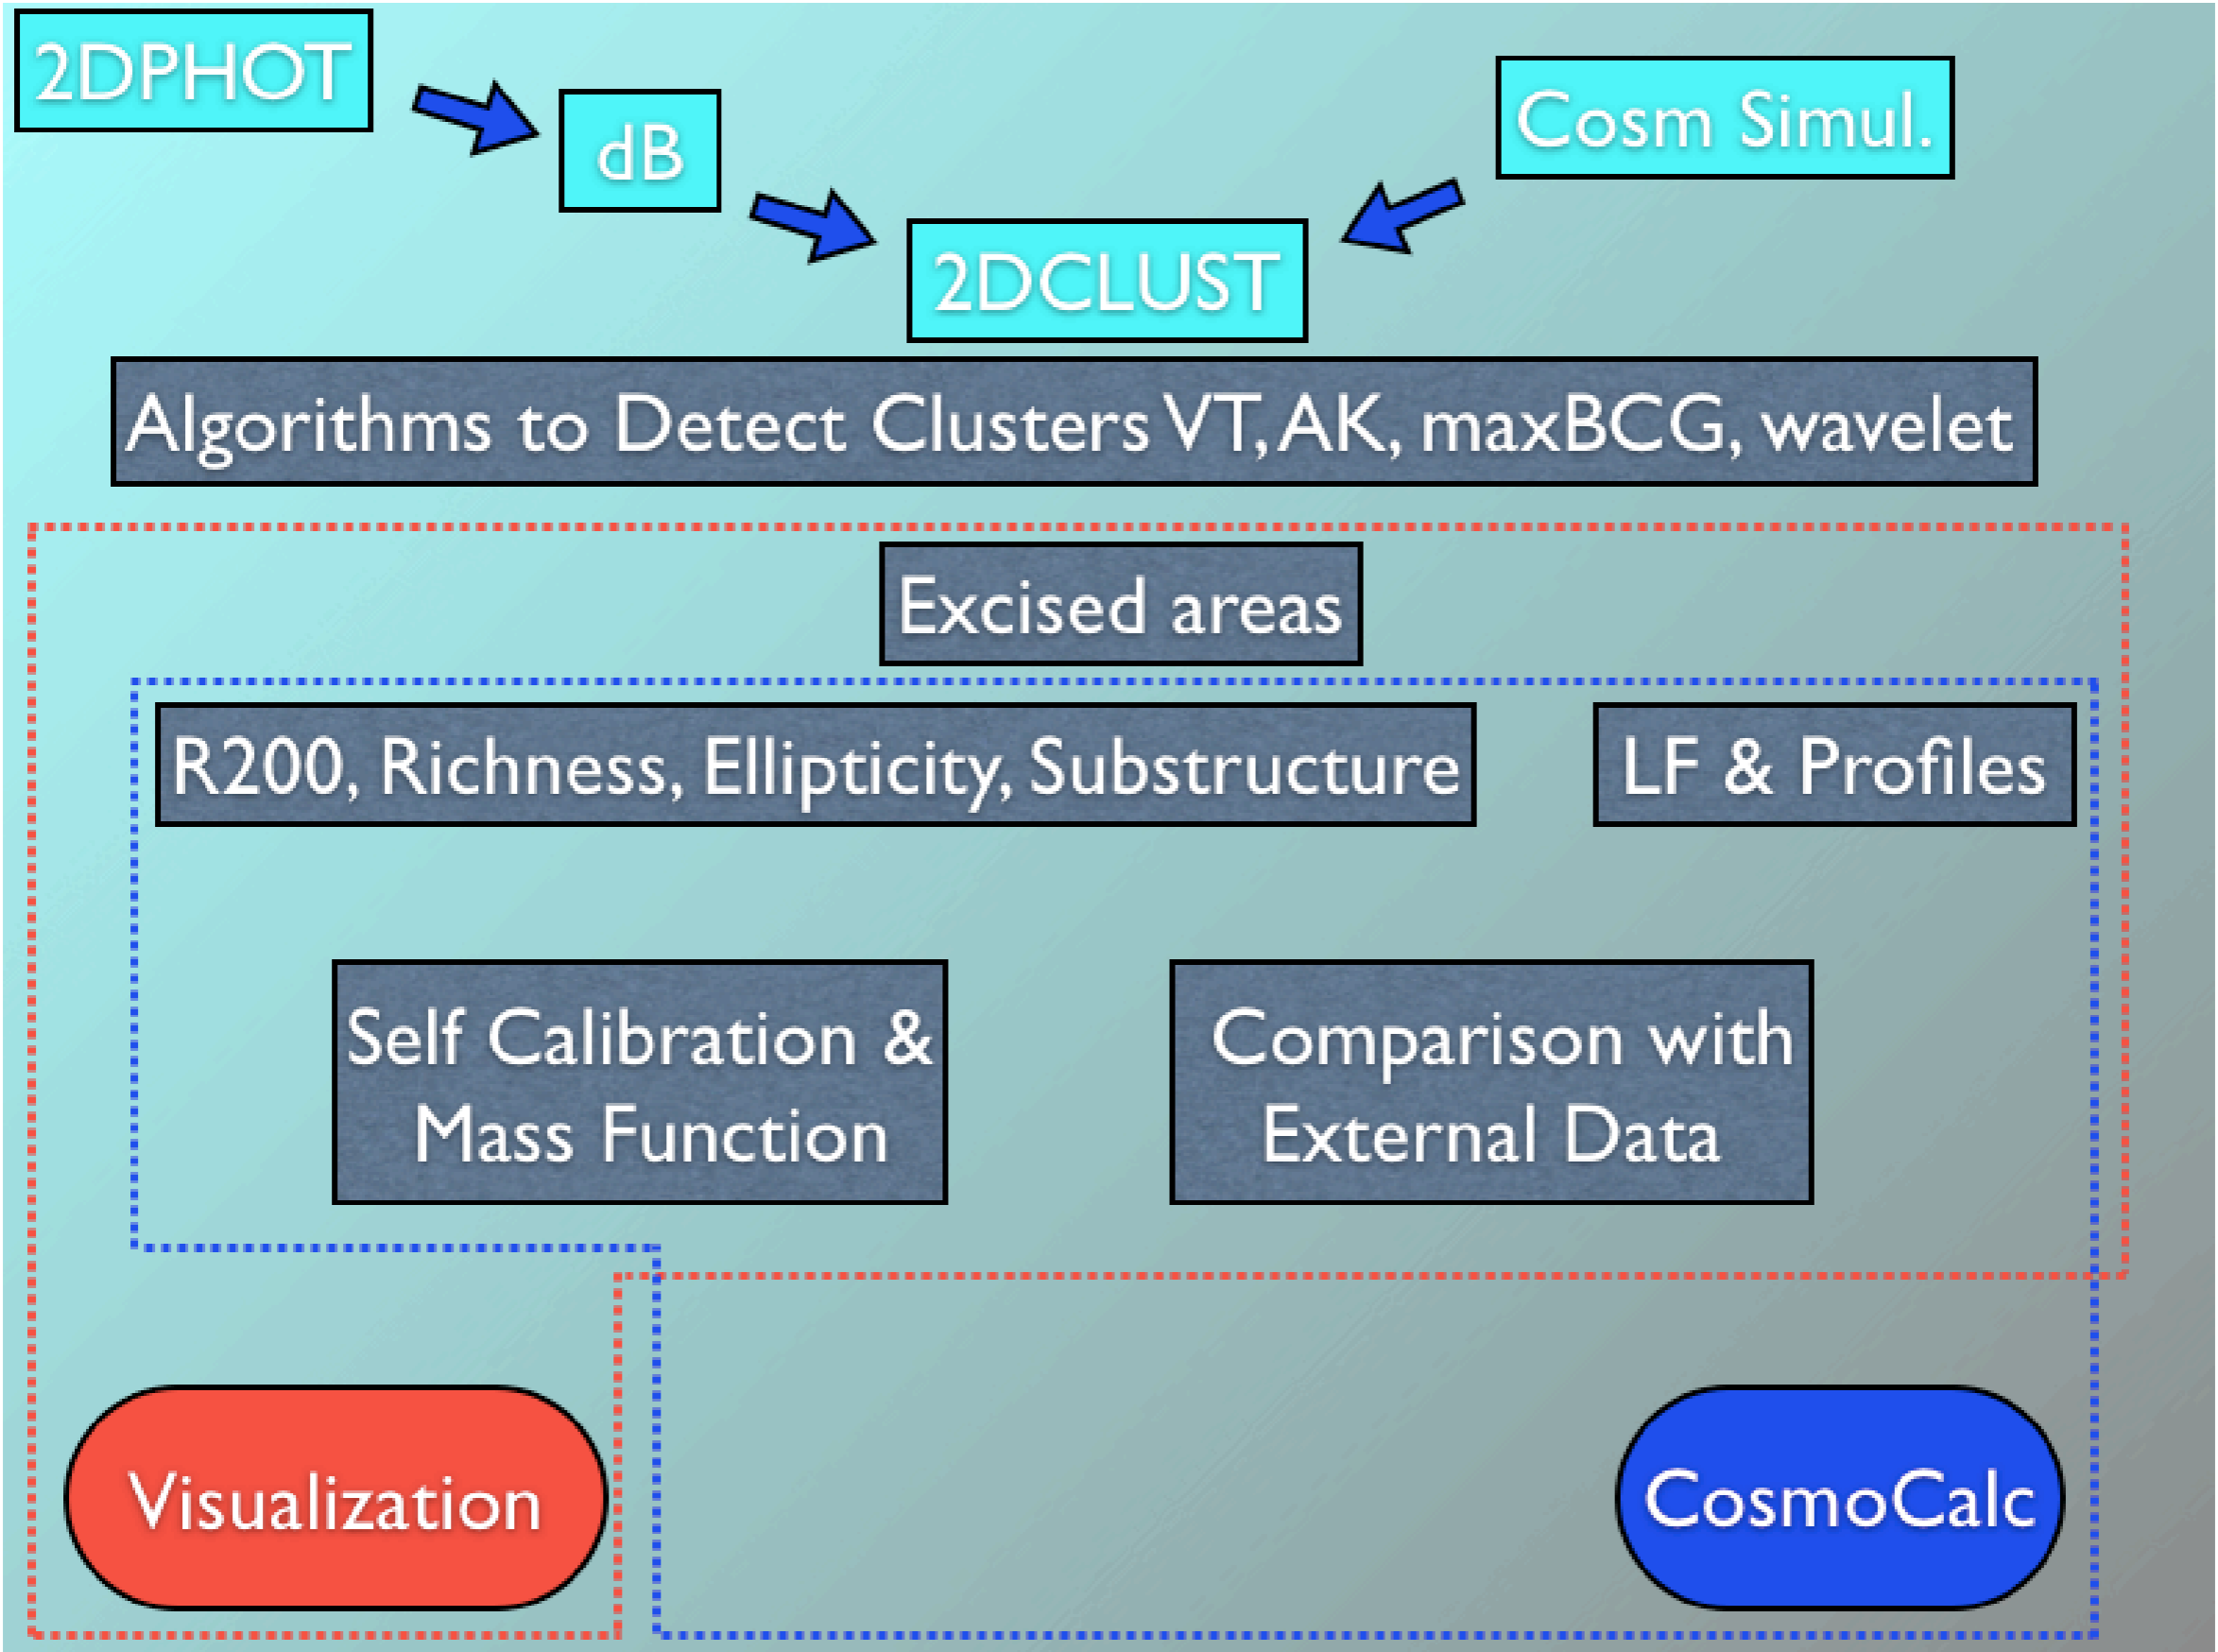 2DPHOT
dB
Cosm Simul.
2DCLUST
Algorithms to Detect Clusters VT, AK, maxBCG, wavelet
Excised areas
R200, Richness, Ellipticity, Substructure
LF & Profiles
Self Calibration &
Mass Function
Comparison with
External Data
Visualization
CosmoCalc